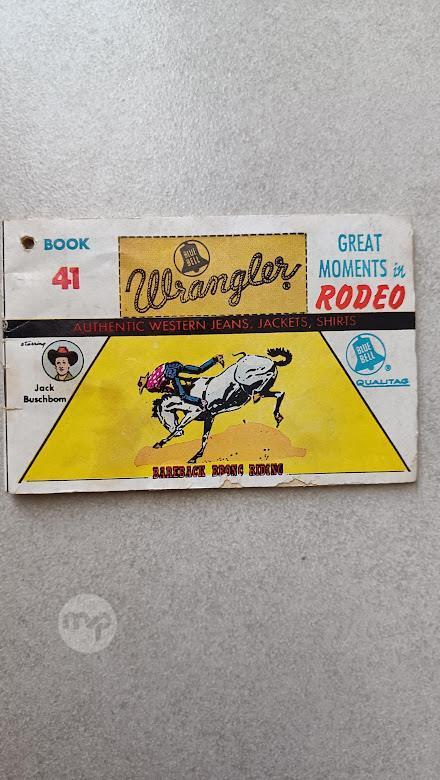 BOOK
41
BLUE
BELL
Wrangler®
GREAT
MOMENTS in
RODEO
AUTHENTIC WESTERN JEANS, JACKETS, SHIRTS
starring
Jack
Buschbom
BLUE
BELL
®
QUALITAG
BAREBACK BRONC RIDING
mp